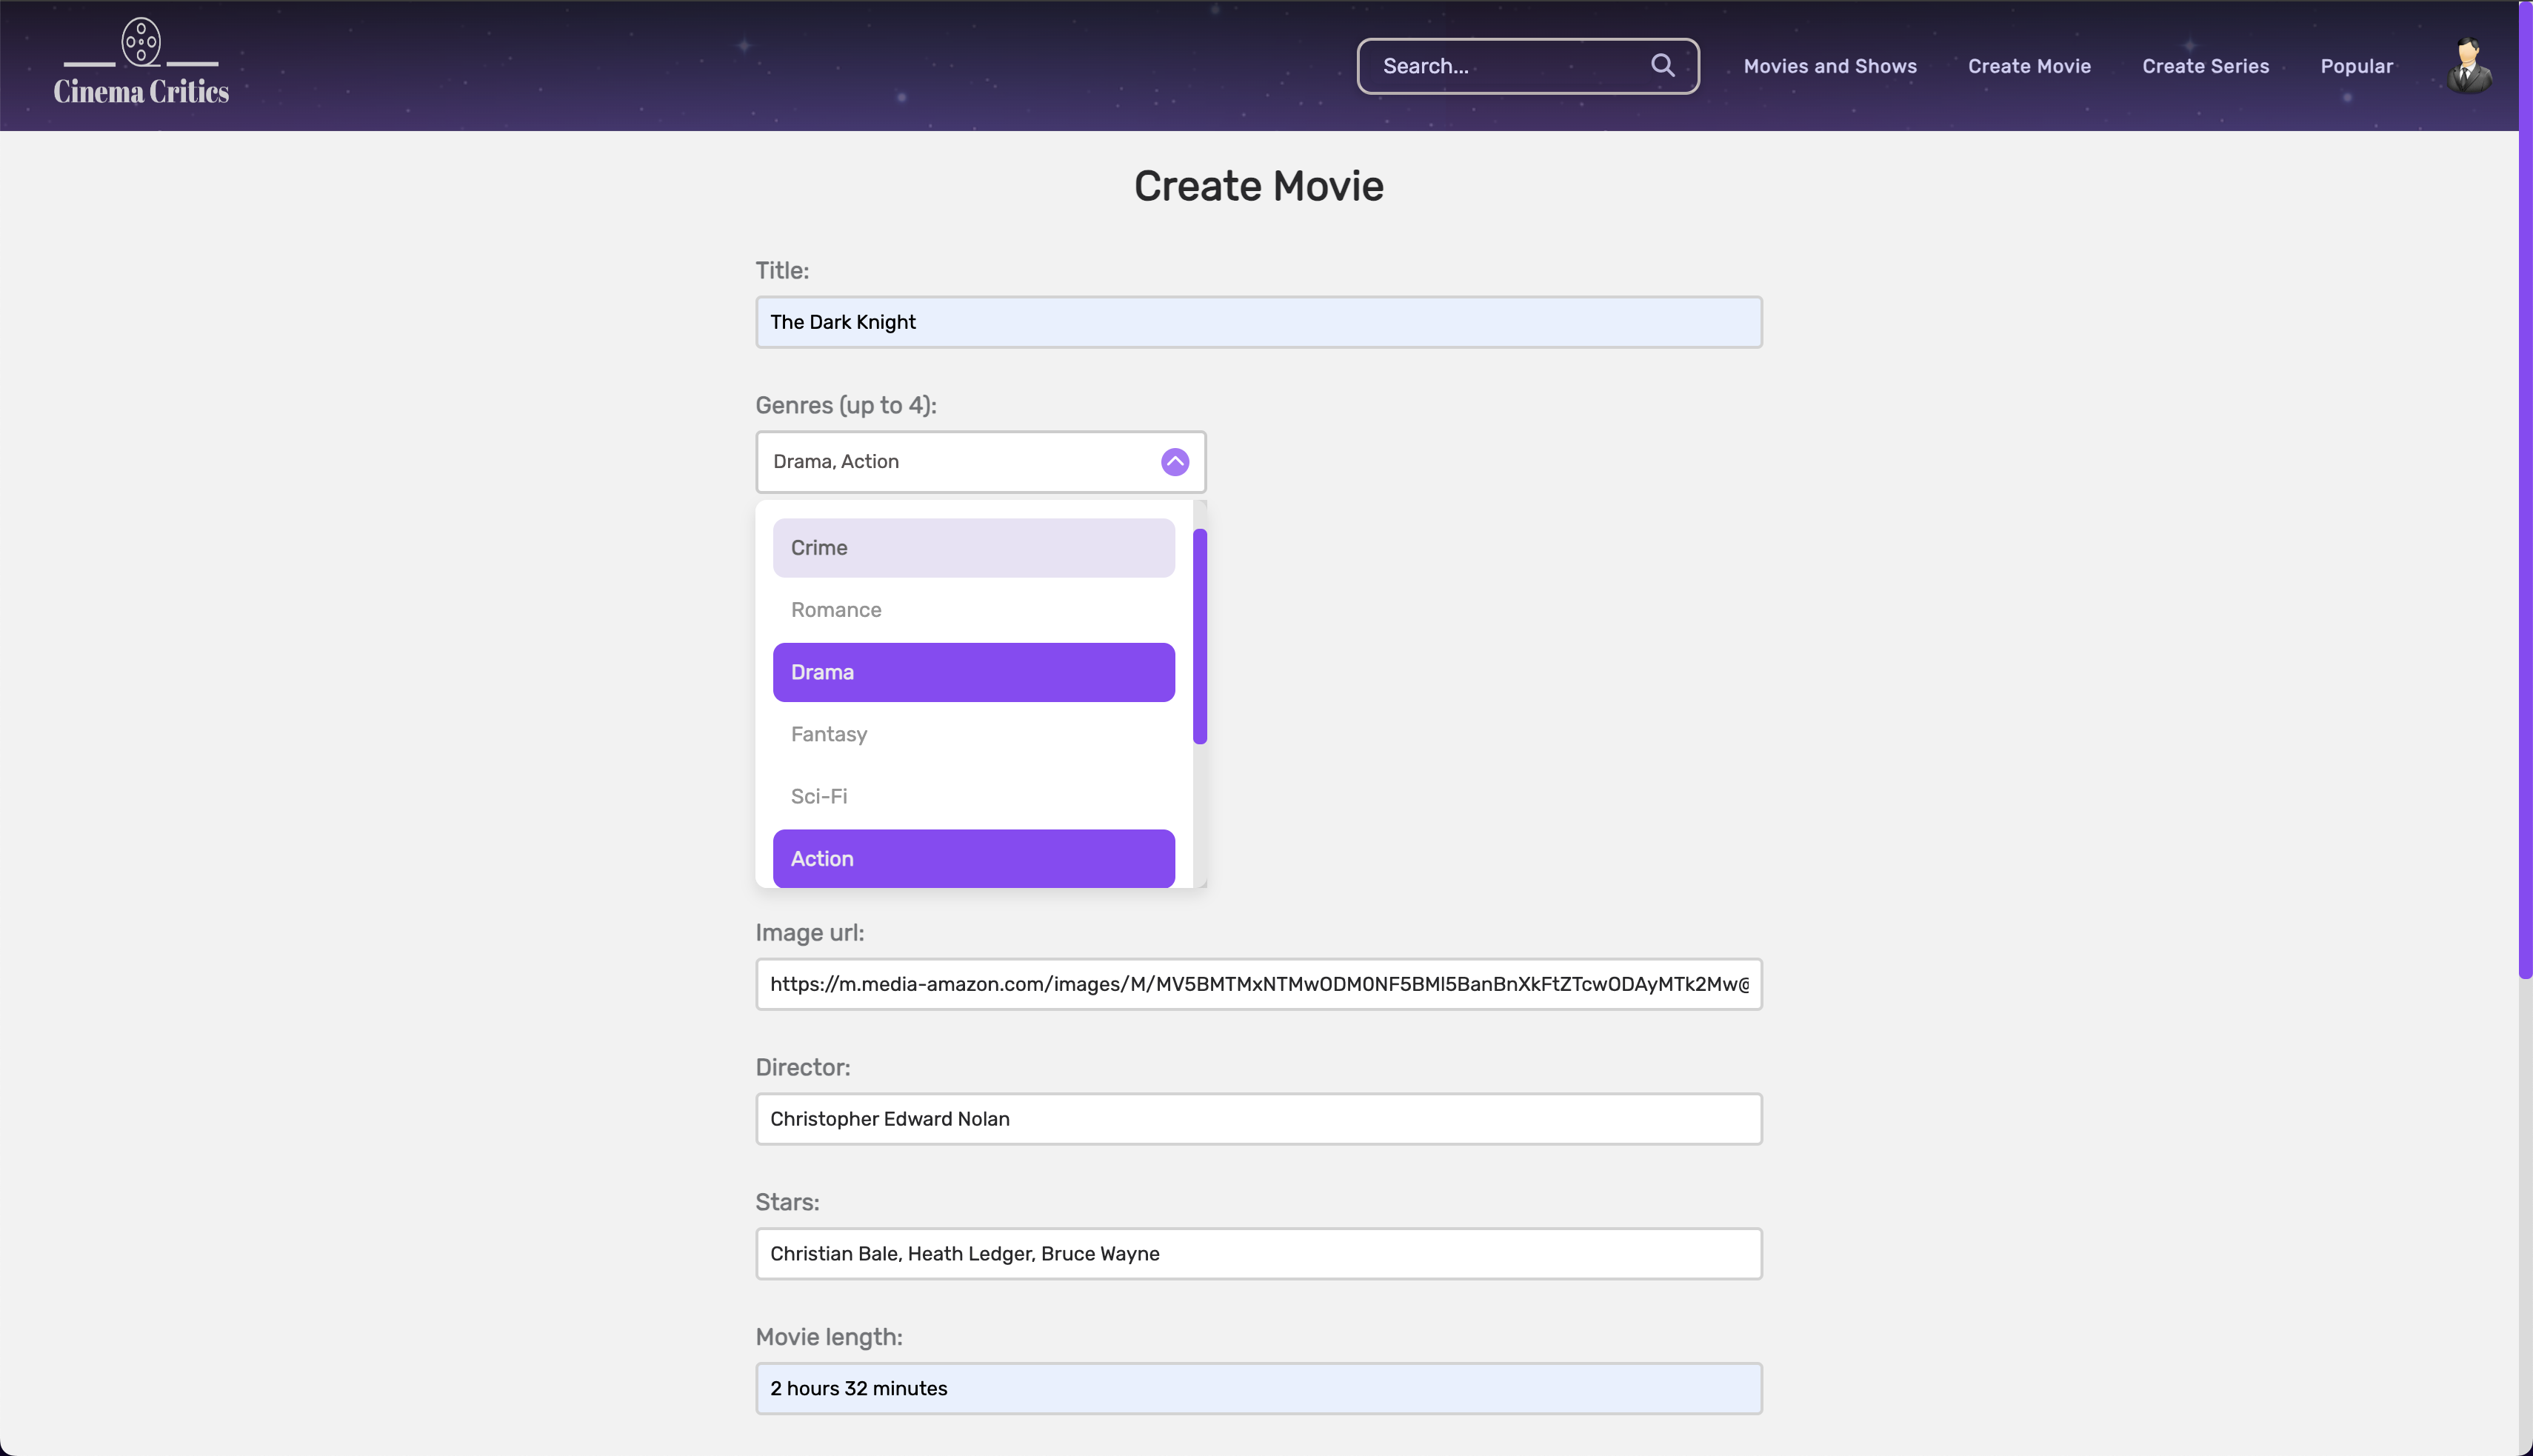 Cinema Critics
Search...
Movies and Shows
Create Movie
Create Series
Popular
Create Movie
Title:
The Dark Knight
Genres (up to 4):
Drama, Action
Crime
Romance
Drama
Fantasy
Sci-Fi
Action
Image url:
https://m.media-amazon.com/images/M/MV5BMTMxNTMwODM0NF5BMl5BanBnXkFtZTcwODAyMTk2Mw@
Director:
Christopher Edward Nolan
Stars:
Christian Bale, Heath Ledger, Bruce Wayne
Movie length:
2 hours 32 minutes